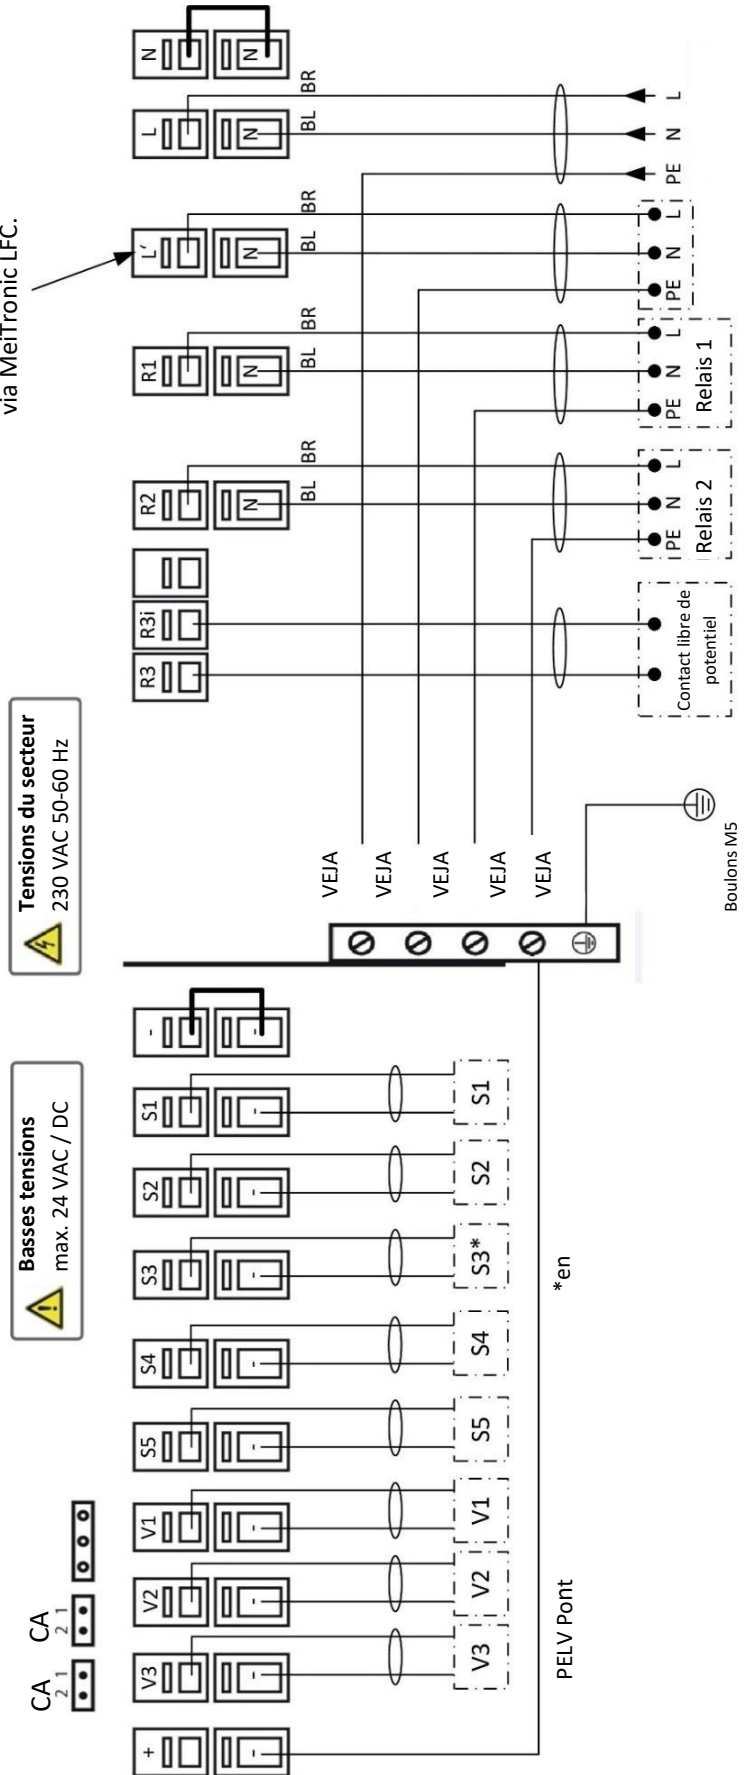 via MeiTronic LFC.
Basses tensions
max. 24 VAC / DC
Tensions du secteur
230 VAC 50-60 Hz
CA CA
2 1 2 1
+ V3 V2 V1 S5 S4 S3 S2 S1 - R3 R3i R2 R1 L´ L N
- - - - - - - - - - N N N N N
BL BR BL BR BL BR BL BR
VEJA
VEJA
VEJA
VEJA
VEJA
V3 V2 V1 S5 S4 S3* S2 S1
PELV Pont
*en
Contact libre de
potentiel
PE N L
Relais 2
PE N L
Relais 1
PE N L
PE N L
Boulons M5